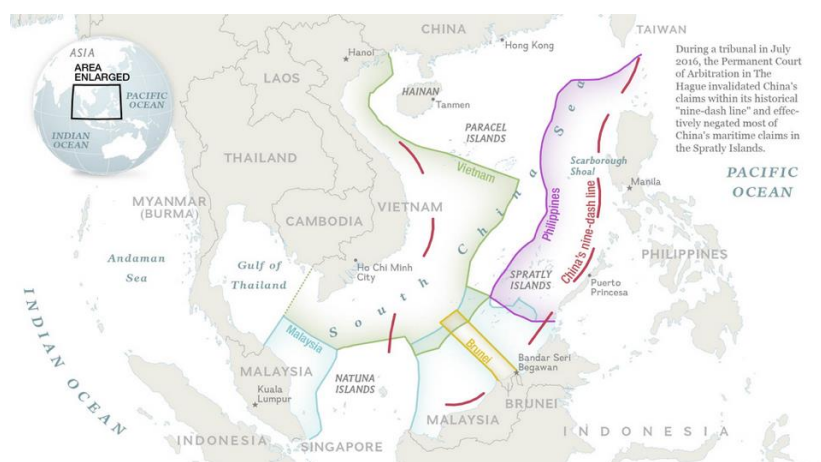 ASIA
AREA
ENLARGED
PACIFIC
OCEAN
INDIAN
OCEAN
CHINA
TAIWAN
Hanoi
Hong Kong
LAOS
HAINAN
Tanmen
During a tribunal in July
2016, the Permanent Court
of Arbitration in The
Hague invalidated China's
claims within its historical
"nine-dash line" and effec-
tively negated most of
China's maritime claims in
the Spratly Islands.
PARACEL
ISLANDS
THAILAND
Vietnam
Scarborough
Shoal
PACIFIC
OCEAN
Manila
MYANMAR
(BURMA)
VIETNAM
CAMBODIA
Philippines
China's nine-dash line
South China Sea
Andaman
Sea
Gulf of
Thailand
Ho Chi Minh
City
SPRATLY
ISLANDS
PHILIPPINES
Puerto
Princesa
INDIAN OCEAN
Malaysia
Brunei
Bandar Seri
Begawan
MALAYSIA
Kuala
Lumpur
NATUNA
ISLANDS
BRUNEI
MALAYSIA
INDONESIA
SINGAPORE
INDONESIA